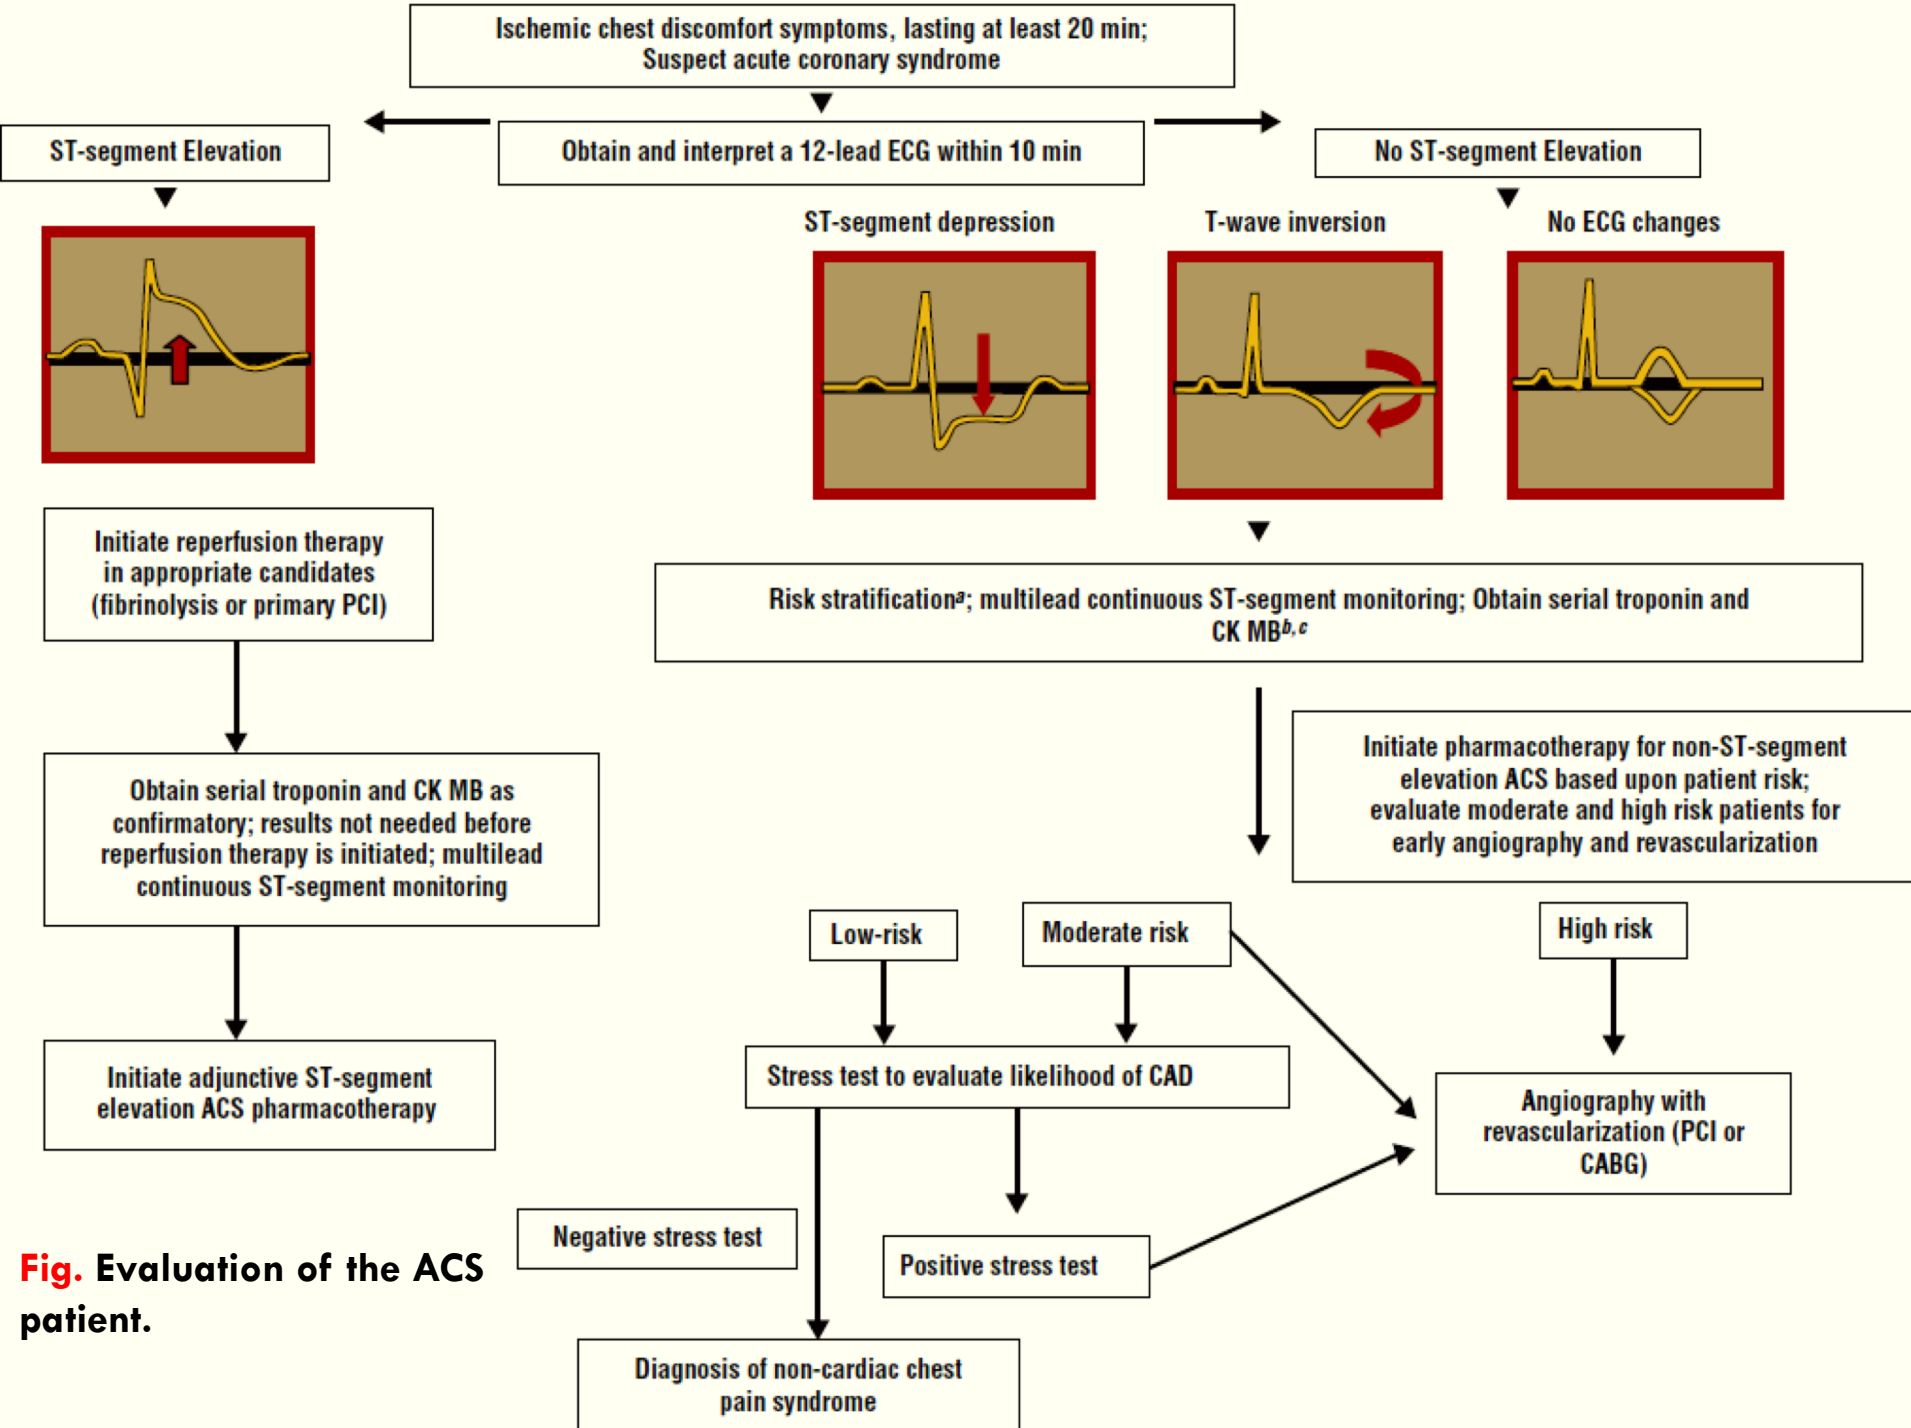 Ischemic chest discomfort symptoms, lasting at least 20 min;
Suspect acute coronary syndrome
ST-segment Elevation
Obtain and interpret a 12-lead ECG within 10 min
No ST-segment Elevation
ST-segment depression
T-wave inversion
No ECG changes
Initiate reperfusion therapy
in appropriate candidates
(fibrinolysis or primary PCI)
Risk stratificationᵃ; multilead continuous ST-segment monitoring; Obtain serial troponin and
CK MBᵇ,ᶜ
Obtain serial troponin and CK MB as
confirmatory; results not needed before
reperfusion therapy is initiated; multilead
continuous ST-segment monitoring
Initiate pharmacotherapy for non-ST-segment
elevation ACS based upon patient risk;
evaluate moderate and high risk patients for
early angiography and revascularization
Low-risk
Moderate risk
High risk
Initiate adjunctive ST-segment
elevation ACS pharmacotherapy
Stress test to evaluate likelihood of CAD
Angiography with
revascularization (PCI or
CABG)
Negative stress test
Positive stress test
Fig. Evaluation of the ACS
patient.
Diagnosis of non-cardiac chest
pain syndrome